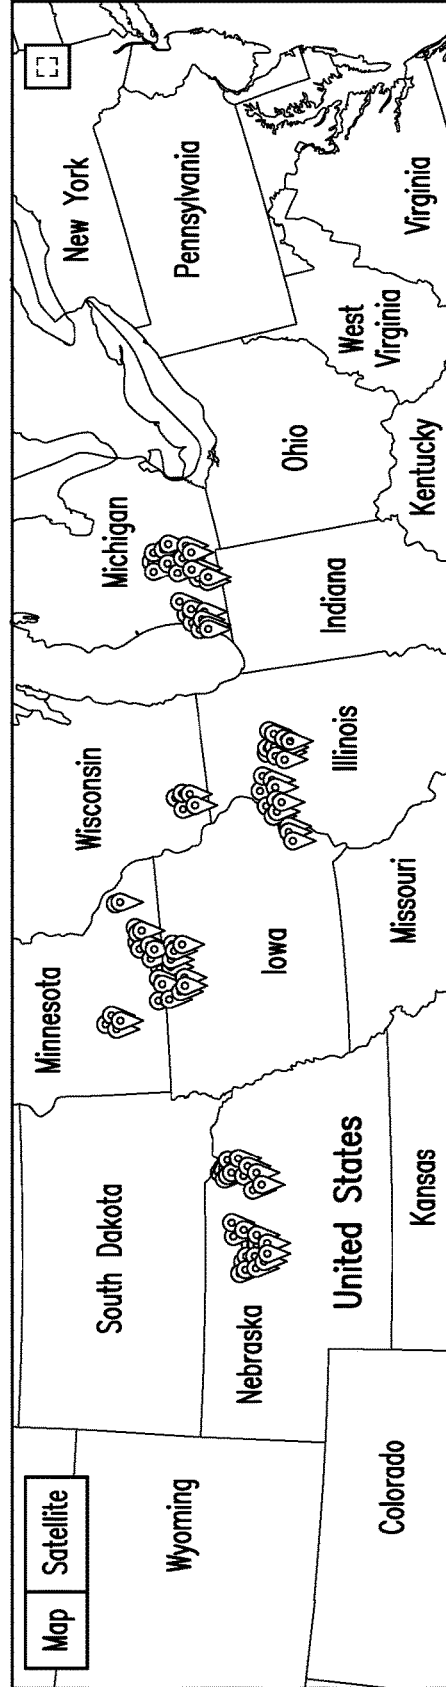 Map
Satellite
Wyoming
Colorado
South Dakota
Nebraska
United States
Kansas
Minnesota
Iowa
Missouri
Wisconsin
Illinois
Michigan
Indiana
Ohio
Kentucky
West
Virginia
New York
Pennsylvania
Virginia